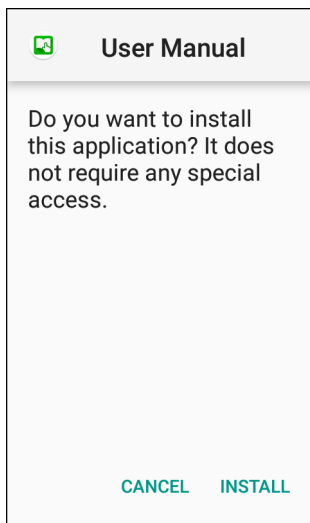 User Manual
Do you want to install
this application? It does
not require any special
access.
CANCEL INSTALL